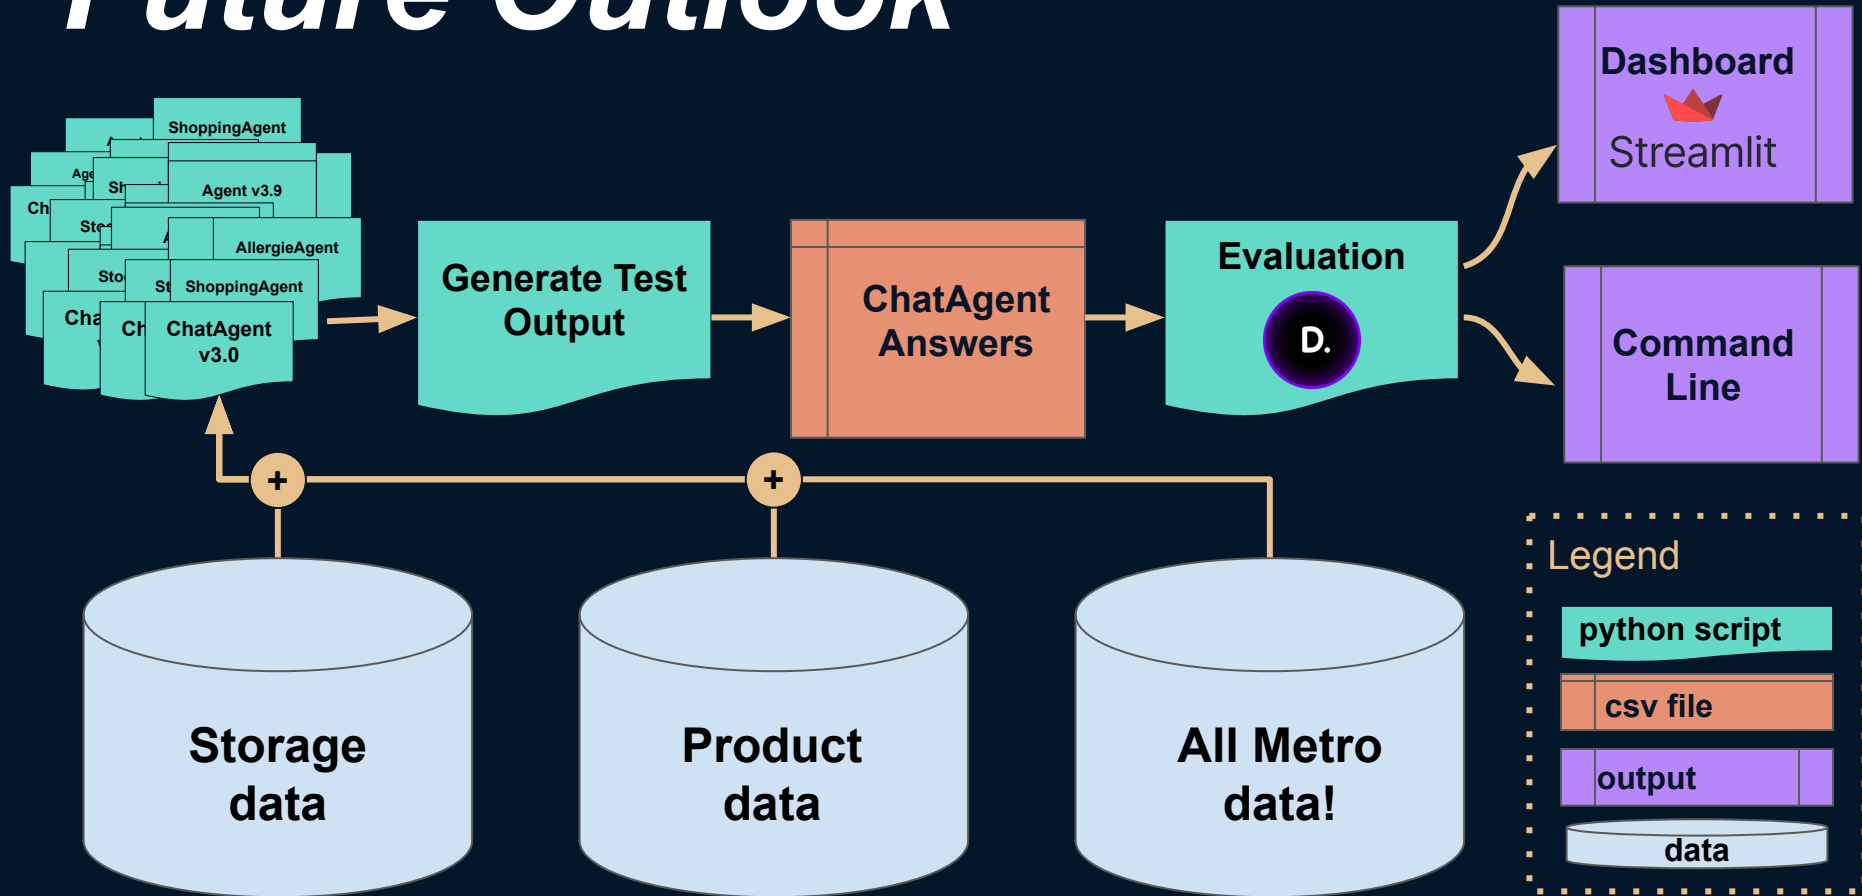 Future Outlook
ShoppingAgent
Agent v3.9
AllergieAgent
ShoppingAgent
ChatAgent
v3.0
Generate Test
Output
ChatAgent
Answers
Evaluation
D.
Dashboard
Streamlit
Command
Line
+
+
Storage
data
Product
data
All Metro
data!
Legend
python script
csv file
output
data